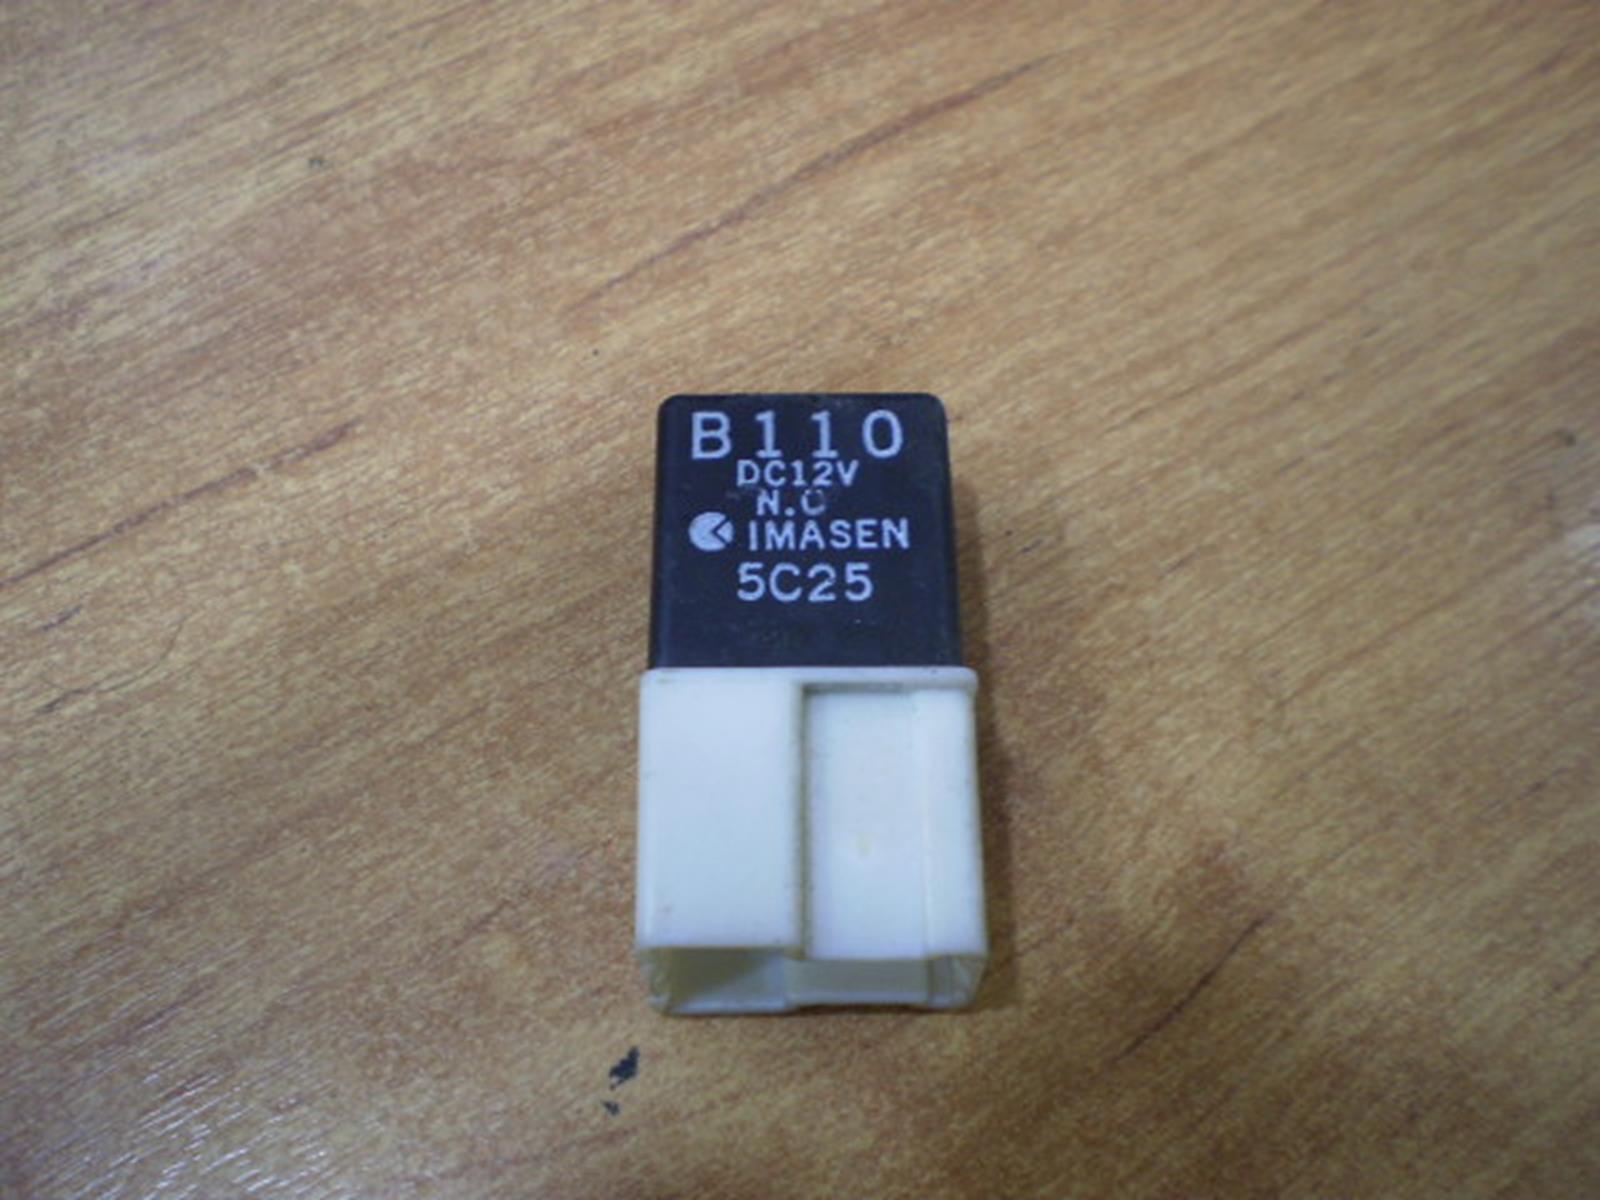 B110
DC12V
N.O
IMASEN
5C25